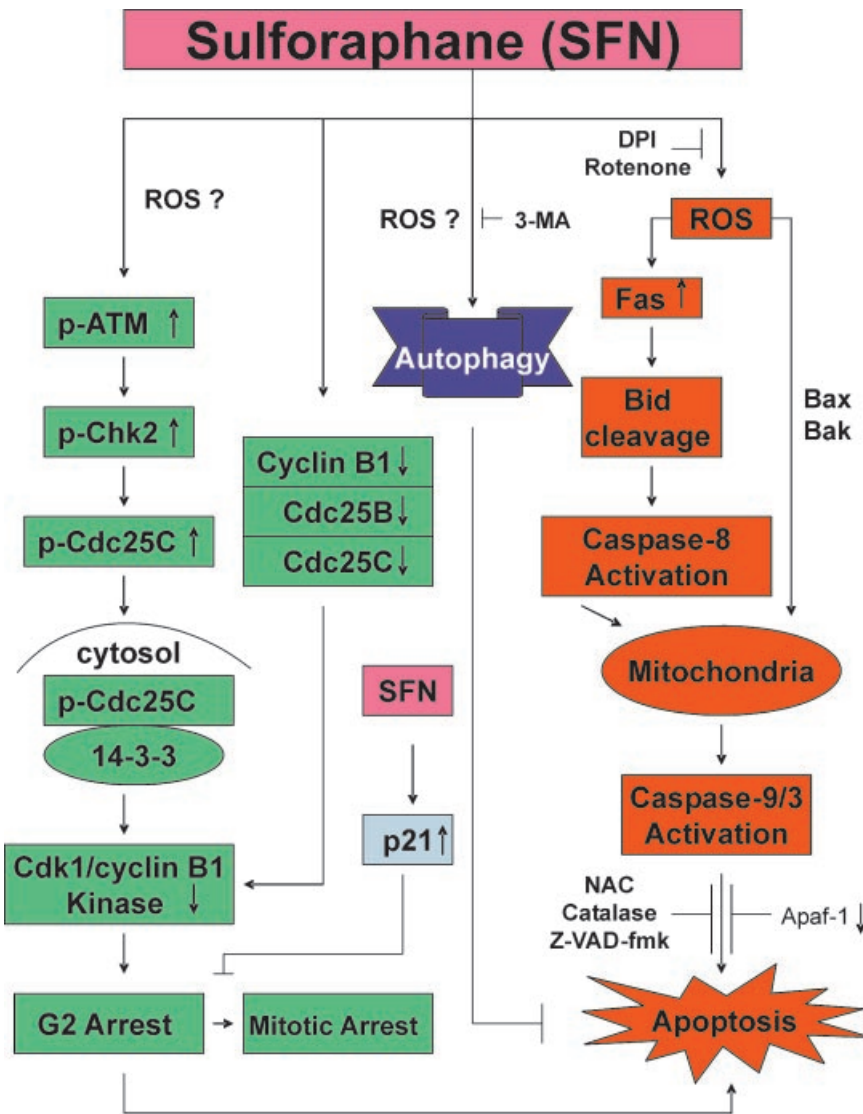 Sulforaphane (SFN)
ROS ?
p-ATM ↑
p-Chk2 ↑
p-Cdc25C ↑
cytosol
p-Cdc25C
14-3-3
Cdk1/cyclin B1
Kinase ↓
G2 Arrest
Mitotic Arrest
Cyclin B1 ↓
Cdc25B ↓
Cdc25C ↓
SFN
p21 ↑
ROS ?
3-MA
Autophagy
DPI
Rotenone
ROS
Fas ↑
Bid
cleavage
Caspase-8
Activation
Bax
Bak
Mitochondria
Caspase-9/3
Activation
NAC
Catalase
Z-VAD-fmk
Apaf-1 ↓
Apoptosis